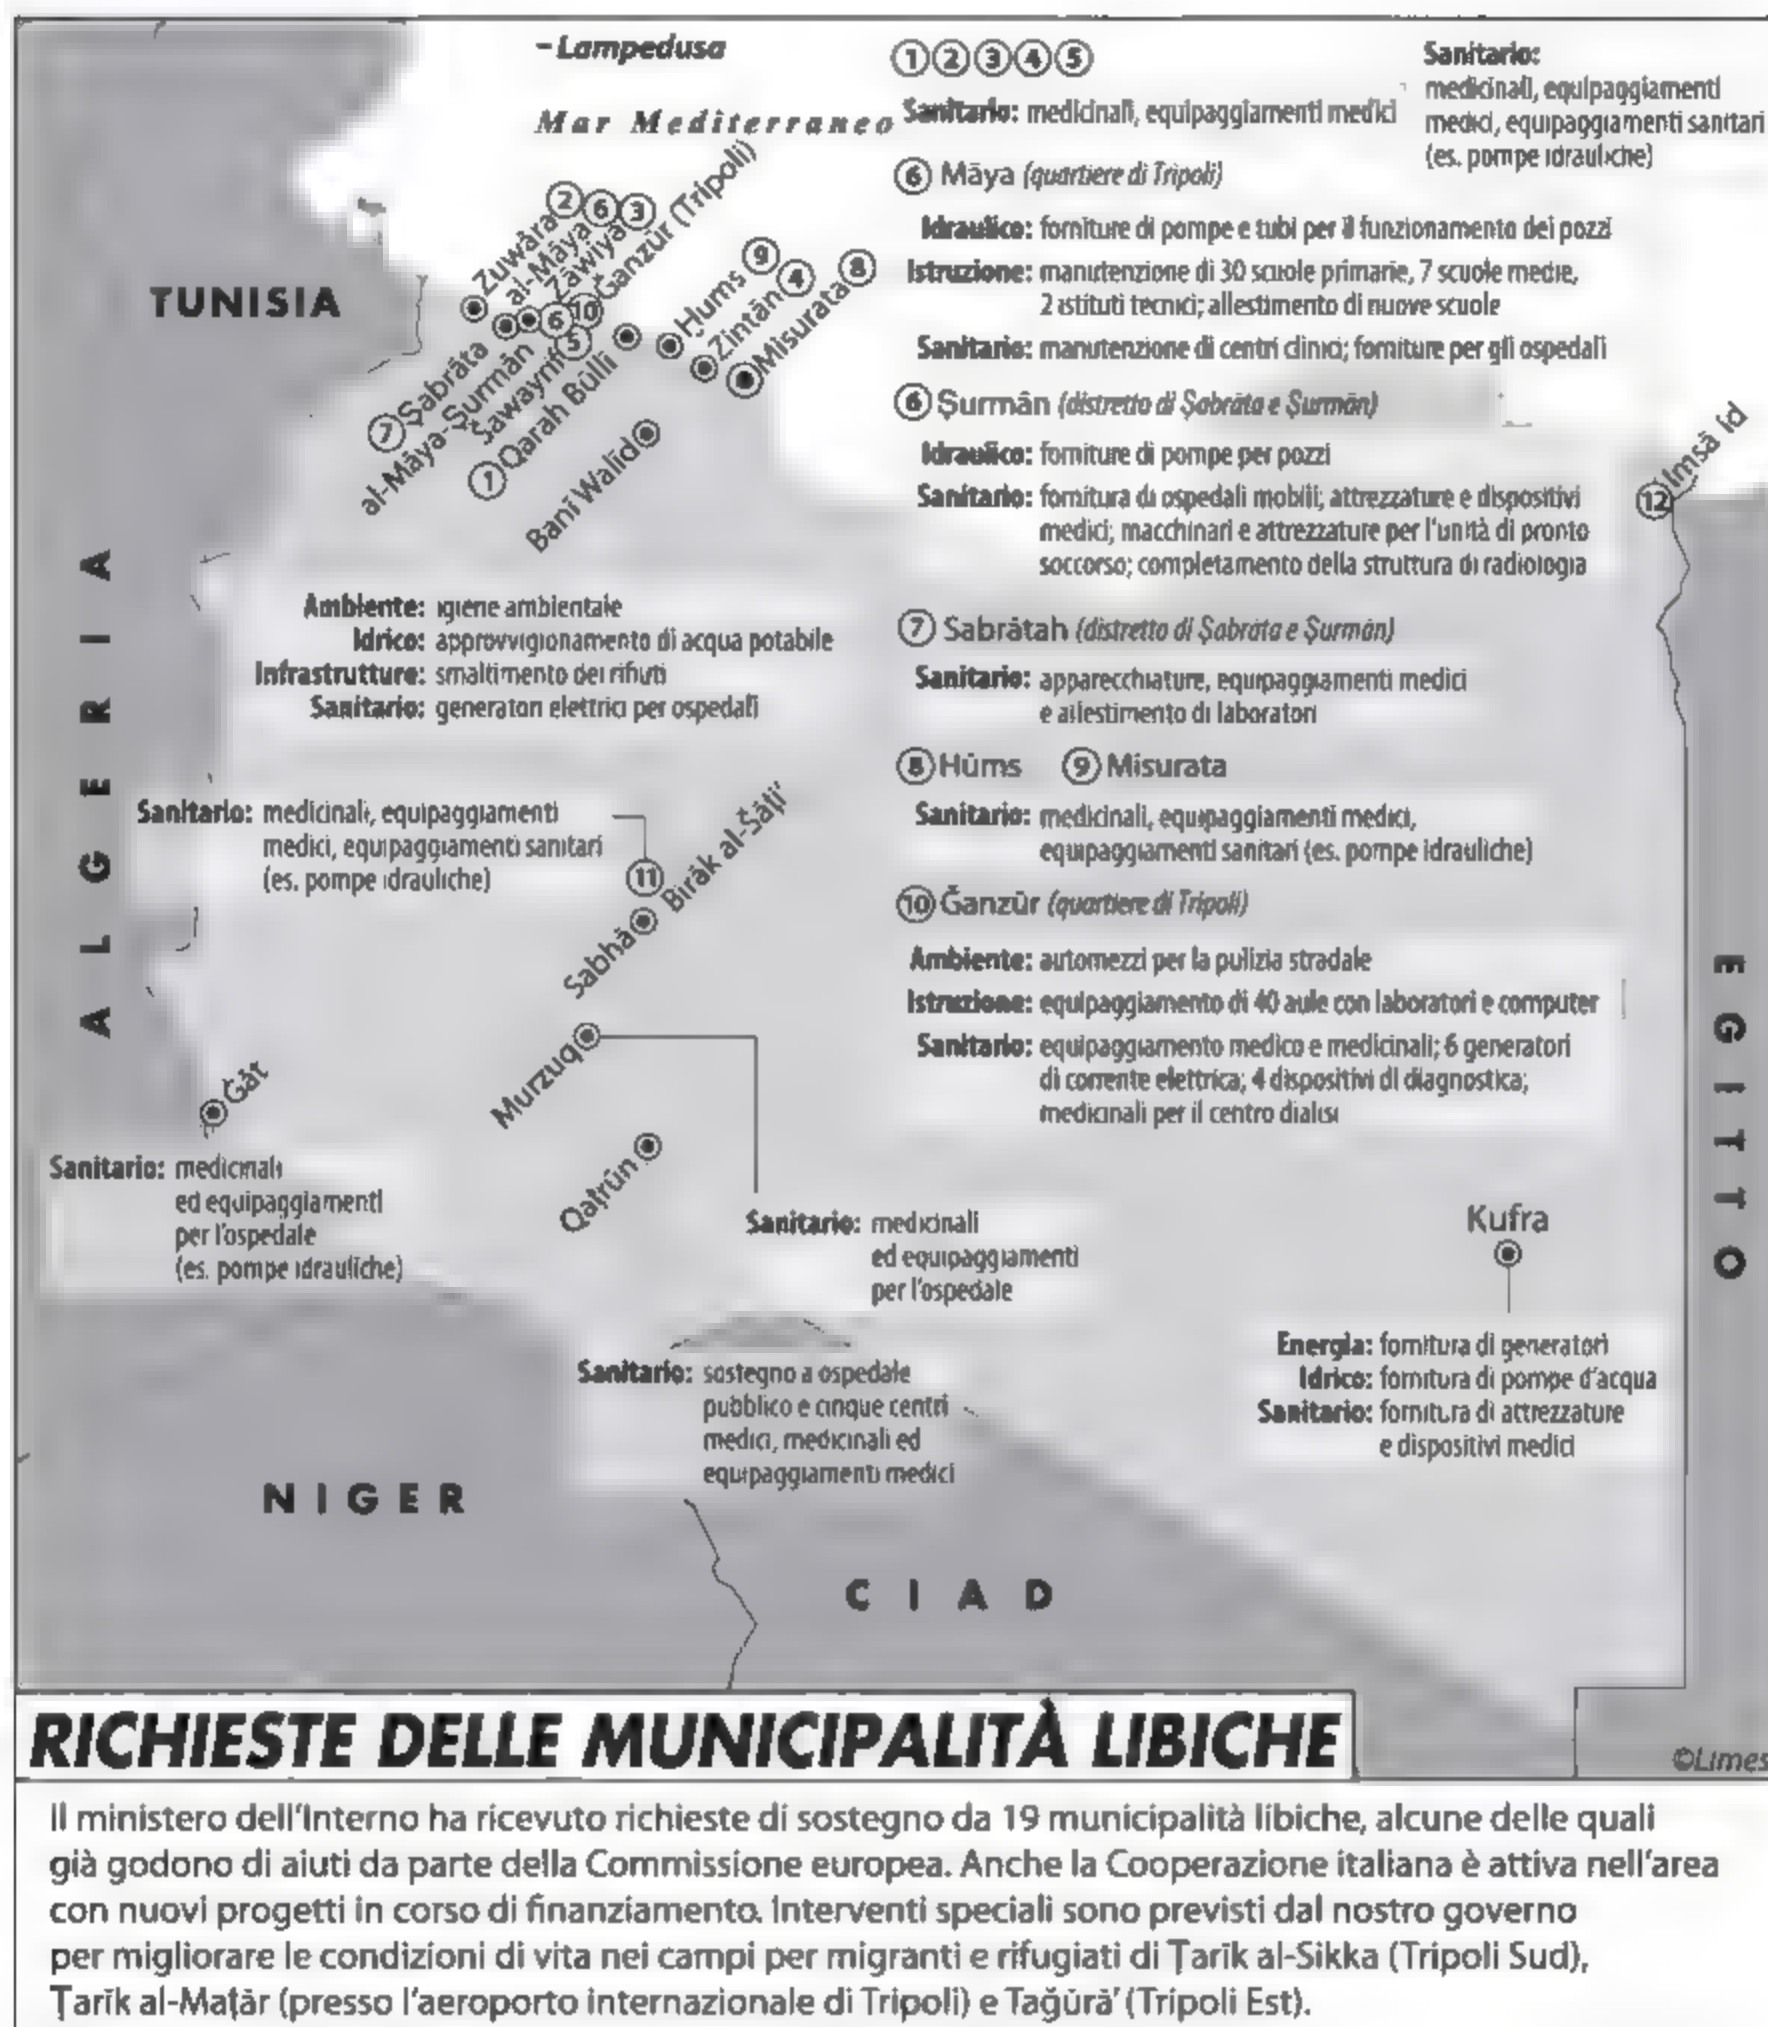 – Lampedusa
Mar Mediterraneo
TUNISIA
ALGERIA
EGITTO
NIGER
CIAD
Zuwāra ②
al-Māya ⑥
Zāwiya ③
⑩ Ğanzūr (Tripoli)
Ḫums ⑨
Zintān ④
Misurata ⑧
⑦ Ṣabrāta
al-Māya-Ṣurmān ⑥
Šawayrif ⑤
① Qarah Būlli
Banī Walīd
Ambiente: igiene ambientale
Idrico: approvvigionamento di acqua potabile
Infrastrutture: smaltimento dei rifiuti
Sanitario: generatori elettrici per ospedali
Sanitario: medicinali, equipaggiamenti
medici, equipaggiamenti sanitari
(es. pompe idrauliche)
⑪ Birāk al-Šāṭi'
Sabhā
Murzuq
Qaṭrūn
Ġāt
Sanitario: medicinali
ed equipaggiamenti
per l'ospedale
(es. pompe idrauliche)
Sanitario: medicinali
ed equipaggiamenti
per l'ospedale
Sanitario: sostegno a ospedale
pubblico e cinque centri
medici, medicinali ed
equipaggiamenti medici
①②③④⑤
Sanitario: medicinali, equipaggiamenti medici
⑥ Māya (quartiere di Tripoli)
Idraulico: forniture di pompe e tubi per il funzionamento dei pozzi
Istruzione: manutenzione di 30 scuole primarie, 7 scuole medie,
2 istituti tecnici; allestimento di nuove scuole
Sanitario: manutenzione di centri clinici; forniture per gli ospedali
⑥ Ṣurmān (distretto di Ṣabrāta e Ṣurmān)
Idraulico: forniture di pompe per pozzi
Sanitario: fornitura di ospedali mobili; attrezzature e dispositivi
medici; macchinari e attrezzature per l'unità di pronto
soccorso; completamento della struttura di radiologia
⑦ Sabrātah (distretto di Ṣabrāta e Ṣurmān)
Sanitario: apparecchiature, equipaggiamenti medici
e allestimento di laboratori
⑧ Hūms ⑨ Misurata
Sanitario: medicinali, equipaggiamenti medici,
equipaggiamenti sanitari (es. pompe idrauliche)
⑩ Ğanzūr (quartiere di Tripoli)
Ambiente: automezzi per la pulizia stradale
Istruzione: equipaggiamento di 40 aule con laboratori e computer
Sanitario: equipaggiamento medico e medicinali; 6 generatori
di corrente elettrica; 4 dispositivi di diagnostica;
medicinali per il centro dialisi
Sanitario:
medicinali, equipaggiamenti
medici, equipaggiamenti sanitari
(es. pompe idrauliche)
⑫
Kufra
Energia: fornitura di generatori
Idrico: fornitura di pompe d'acqua
Sanitario: fornitura di attrezzature
e dispositivi medici
RICHIESTE DELLE MUNICIPALITÀ LIBICHE
©Limes
Il ministero dell'Interno ha ricevuto richieste di sostegno da 19 municipalità libiche, alcune delle quali
già godono di aiuti da parte della Commissione europea. Anche la Cooperazione italiana è attiva nell'area
con nuovi progetti in corso di finanziamento. Interventi speciali sono previsti dal nostro governo
per migliorare le condizioni di vita nei campi per migranti e rifugiati di Ṭarīk al-Sikka (Tripoli Sud),
Ṭarīk al-Maṭār (presso l'aeroporto internazionale di Tripoli) e Tağūrā' (Tripoli Est).